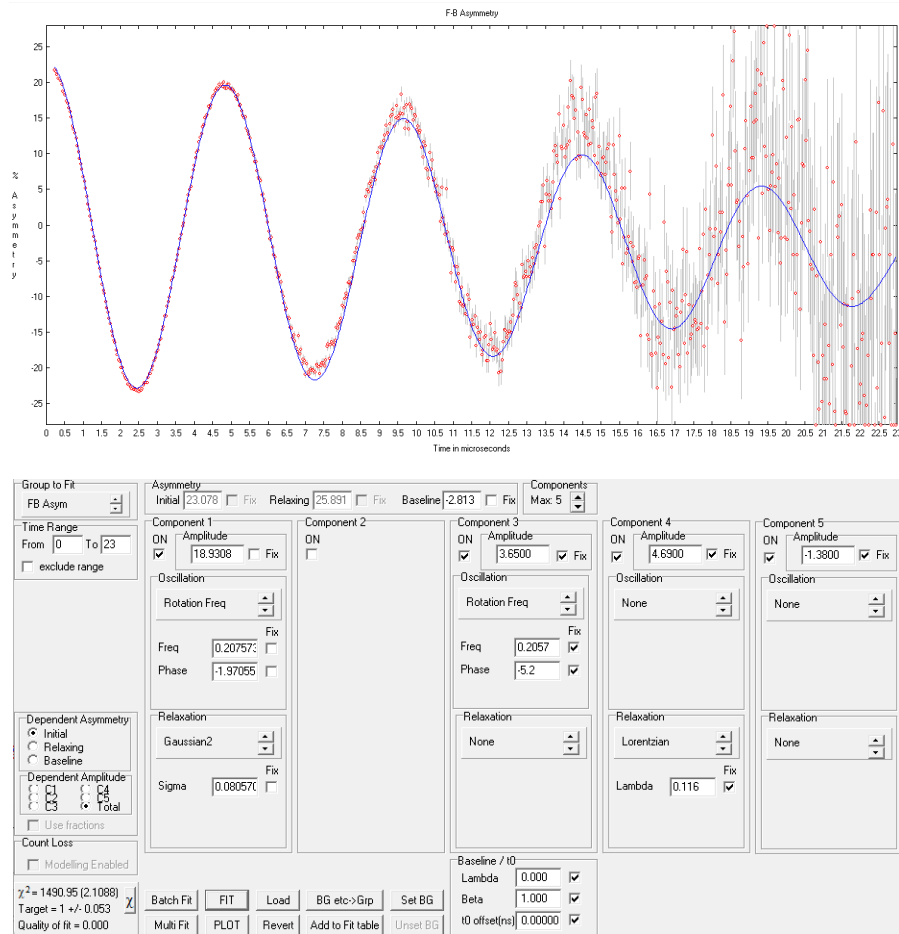 F-B Asymmetry
25
20
15
10
5
0
-5
-10
-15
-20
-25
% Asymmetry
0 0.5 1 1.5 2 2.5 3 3.5 4 4.5 5 5.5 6 6.5 7 7.5 8 8.5 9 9.5 10 10.5 11 11.5 12 12.5 13 13.5 14 14.5 15 15.5 16 16.5 17 17.5 18 18.5 19 19.5 20 20.5 21 21.5 22 22.5 23
Time in microseconds
Group to Fit
FB Asym
Asymmetry
Initial 23.078 Fix Relaxing 25.891 Fix Baseline -2.813 Fix
Components
Max: 5
Time Range
From 0 To 23
exclude range
Component 1
ON
Amplitude
18.9308 Fix
Oscillation
Rotation Freq
Fix
Freq 0.207573
Phase -1.97055
Relaxation
Gaussian2
Fix
Sigma 0.080570
Component 2
ON
Component 3
ON
Amplitude
3.6500 Fix
Oscillation
Rotation Freq
Fix
Freq 0.2057
Phase -5.2
Relaxation
None
Component 4
ON
Amplitude
4.6900 Fix
Oscillation
None
Relaxation
Lorentzian
Fix
Lambda 0.116
Component 5
ON
Amplitude
-1.3800 Fix
Oscillation
None
Relaxation
None
Dependent Asymmetry
Initial
Relaxing
Baseline
Dependent Amplitude
C1 C4
C2 C5
C3 Total
Use fractions
Count Loss
Modelling Enabled
χ² = 1490.95 (2.1088)
Target = 1 +/- 0.053
Quality of fit = 0.000
χ
Batch Fit FIT Load BG etc->Grp Set BG
Multi Fit PLOT Revert Add to Fit table Unset BG
Baseline / t0
Lambda 0.000
Beta 1.000
t0 offset(ns) 0.00000